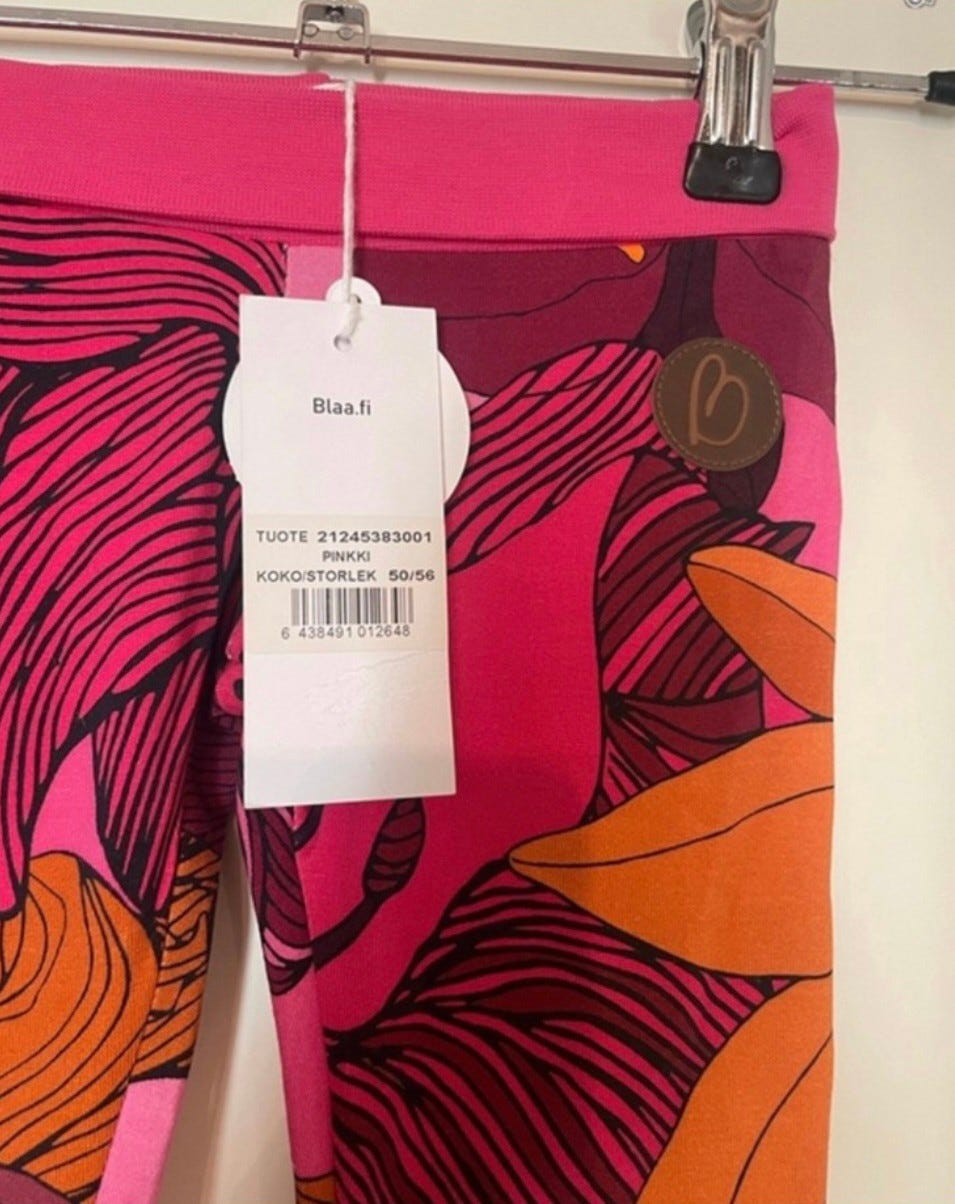 Blaa.fi
TUOTE 21245383001
PINKKI
KOKO/STORLEK 50/56
6 438491 012648
B